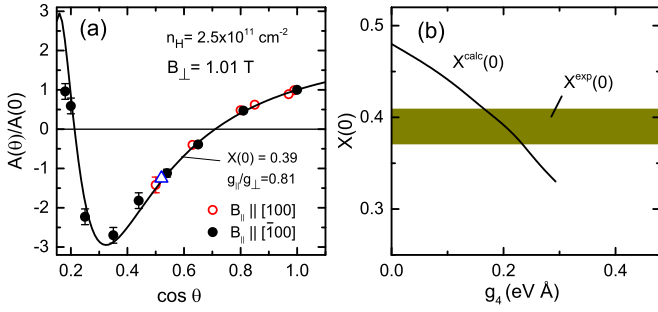 (a)
n_H = 2.5x10^11 cm^-2
B_⊥ = 1.01 T
A(θ)/A(0)
3
2
1
0
-1
-2
-3
X(0) = 0.39
g_||/g_⊥=0.81
B_|| || [100]
B_|| || [1̄00]
0.2 0.4 0.6 0.8 1.0
cos θ
(b)
X^calc(0)
X^exp(0)
X(0)
0.5
0.4
0.3
0.0 0.2 0.4
g_4 (eV Å)